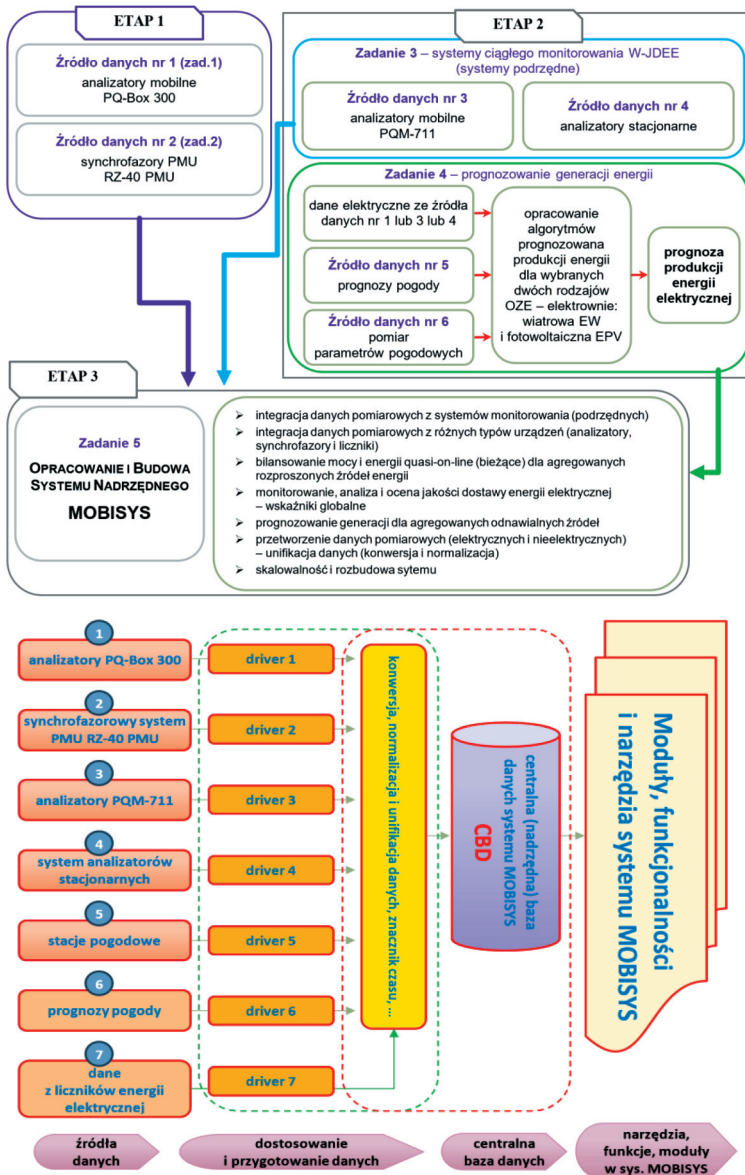 ETAP 1
Źródło danych nr 1 (zad.1)
analizatory mobilne
PQ-Box 300
Źródło danych nr 2 (zad.2)
synchrofazory PMU
RZ-40 PMU
ETAP 2
Zadanie 3 – systemy ciągłego monitorowania W-JDEE
(systemy podrzędne)
Źródło danych nr 3
analizatory mobilne
PQM-711
Źródło danych nr 4
analizatory stacjonarne
Zadanie 4 – prognozowanie generacji energii
dane elektryczne ze źródła
danych nr 1 lub 3 lub 4
Źródło danych nr 5
prognozy pogody
Źródło danych nr 6
pomiar
parametrów pogodowych
opracowanie
algorytmów
prognozowana
produkcji energii
dla wybranych
dwóch rodzajów
OZE – elektrownie:
wiatrowa EW
i fotowoltaiczna EPV
prognoza
produkcji
energii
elektrycznej
ETAP 3
Zadanie 5
OPRACOWANIE I BUDOWA
SYSTEMU NADRZĘDNEGO
MOBISYS
➢ integracja danych pomiarowych z systemów monitorowania (podrzędnych)
➢ integracja danych pomiarowych z różnych typów urządzeń (analizatory,
synchrofazory i liczniki)
➢ bilansowanie mocy i energii quasi-on-line (bieżące) dla agregowanych
rozproszonych źródeł energii
➢ monitorowanie, analiza i ocena jakości dostawy energii elektrycznej
– wskaźniki globalne
➢ prognozowanie generacji dla agregowanych odnawialnych źródeł
➢ przetworzenie danych pomiarowych (elektrycznych i nieelektrycznych)
– unifikacja danych (konwersja i normalizacja)
➢ skalowalność i rozbudowa sytemu
1
analizatory PQ-Box 300
driver 1
2
synchrofazorowy system
PMU RZ-40 PMU
driver 2
3
analizatory PQM-711
driver 3
4
system analizatorów
stacjonarnych
driver 4
5
stacje pogodowe
driver 5
6
prognozy pogody
driver 6
7
dane
z liczników energii
elektrycznej
driver 7
konwersja, normalizacja i unifikacja danych, znacznik czasu, ...
centralna (nadrzędna) baza
danych systemu MOBISYS
CBD
Moduły, funkcjonalności
i narzędzia systemu MOBISYS
źródła
danych
dostosowanie
i przygotowanie danych
centralna
baza danych
narzędzia,
funkcje, moduły
w sys. MOBISYS